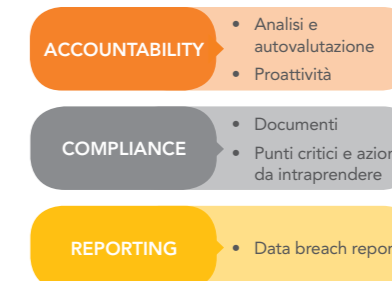 ACCOUNTABILITY
• Analisi e
autovalutazione
• Proattività
COMPLIANCE
• Documenti
• Punti critici e azion
da intraprendere
REPORTING
• Data breach repor